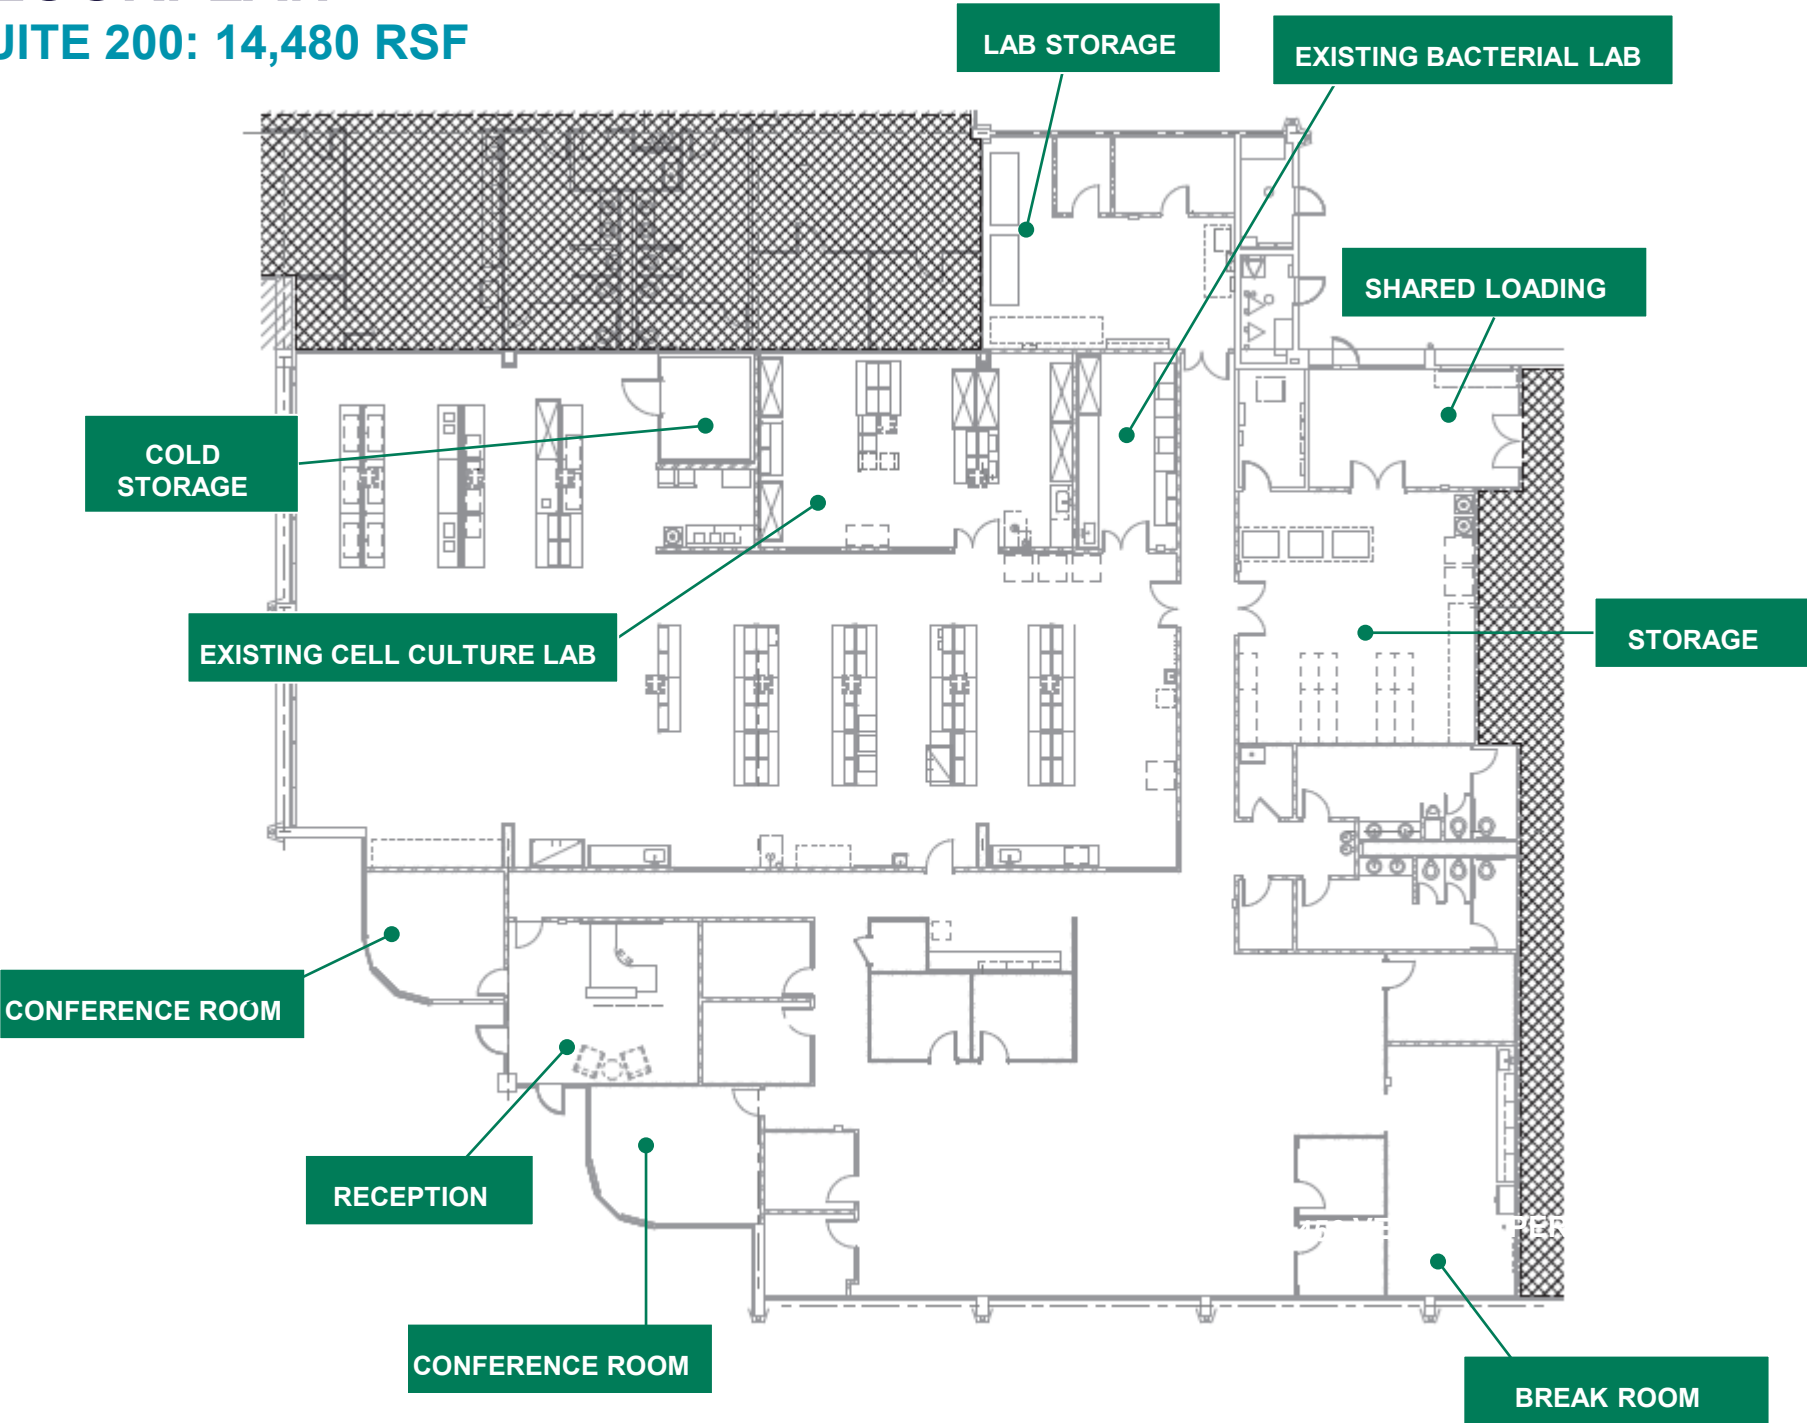 UITE 200: 14,480 RSF
LAB STORAGE
EXISTING BACTERIAL LAB
SHARED LOADING
COLD
STORAGE
EXISTING CELL CULTURE LAB
STORAGE
CONFERENCE ROOM
RECEPTION
CONFERENCE ROOM
BREAK ROOM